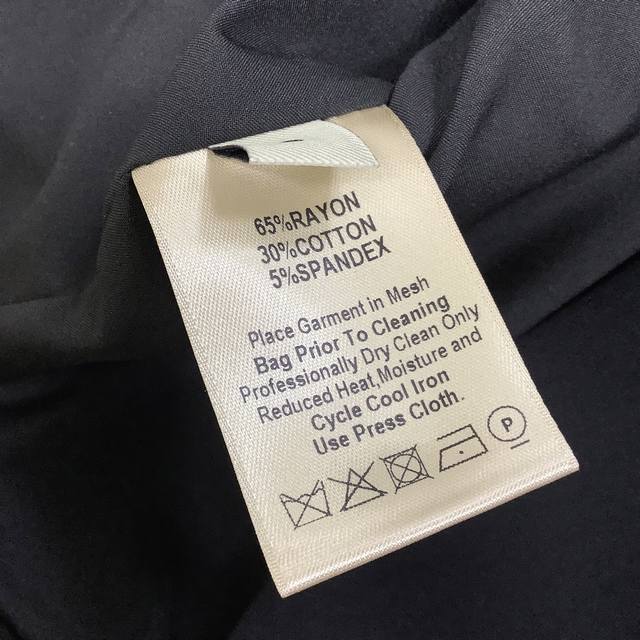 65%RAYON
30%COTTON
5%SPANDEX
Place Garment in Mesh
Bag Prior To Cleaning
Professionally Dry Clean Only
Reduced Heat,Moisture and
Cycle Cool Iron
Use Press Cloth.
P